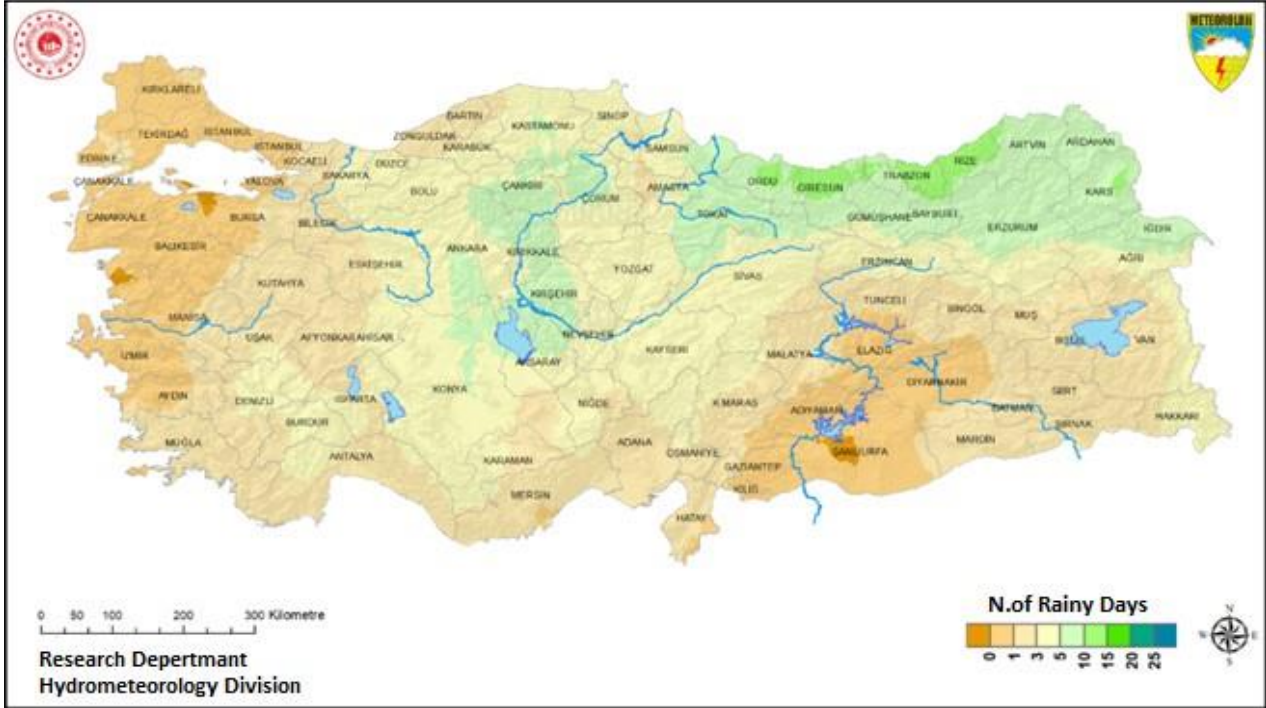 METEOROLOJİ
KIRKLARELİ
TEKİRDAĞ
İSTANBUL
EDİRNE
İSTANBUL
KOCAELİ
YALOVA
SAKARYA
DÜZCE
ZONGULDAK
BARTIN
KARABÜK
KASTAMONU
SİNOP
SAMSUN
ÇANAKKALE
ÇANAKKALE
BURSA
BİLECİK
BOLU
ÇANKIRI
ÇORUM
AMASYA
ORDU
GİRESUN
TRABZON
RİZE
ARTVİN
ARDAHAN
KARS
BALIKESİR
ESKİŞEHİR
ANKARA
KIRIKKALE
YOZGAT
TOKAT
SİVAS
GÜMÜŞHANE
BAYBURT
ERZURUM
IĞDIR
AĞRI
KÜTAHYA
KIRŞEHİR
ERZİNCAN
TUNCELİ
BİNGÖL
MUŞ
MANİSA
UŞAK
AFYONKARAHİSAR
NEVŞEHİR
KAYSERİ
MALATYA
ELAZIĞ
BİTLİS
VAN
İZMİR
AYDIN
DENİZLİ
ISPARTA
KONYA
AKSARAY
NİĞDE
K.MARAŞ
ADIYAMAN
DİYARBAKIR
BATMAN
SİİRT
ŞIRNAK
HAKKARİ
MUĞLA
BURDUR
ANTALYA
KARAMAN
MERSİN
ADANA
OSMANİYE
GAZİANTEP
KİLİS
HATAY
ŞANLIURFA
MARDİN
0 50 100 200 300 Kilometre
Research Depertmant
Hydrometeorology Division
N.of Rainy Days
0 1 3 5 10 15 20 25
N
W E
S